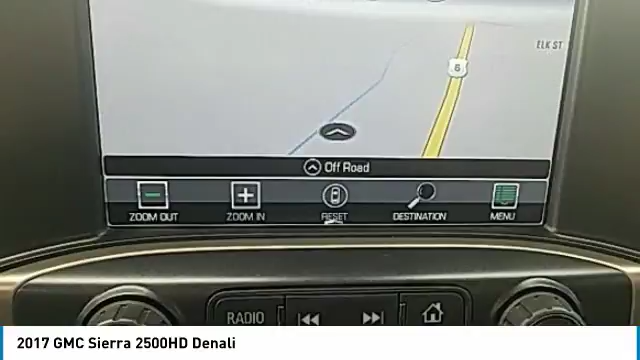 ELK ST
6
Off Road
ZOOM OUT
ZOOM IN
RESET
DESTINATION
MENU
RADIO
2017 GMC Sierra 2500HD Denali